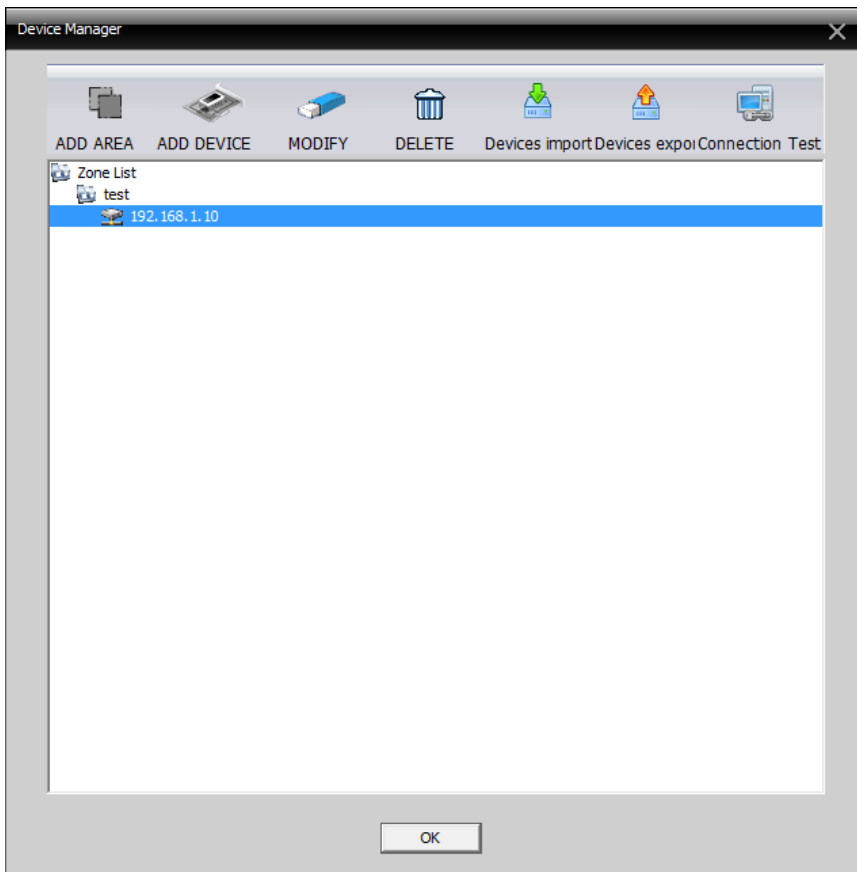 Device Manager
ADD AREA ADD DEVICE MODIFY DELETE Devices import Devices expor Connection Test
Zone List
test
192.168.1.10
OK